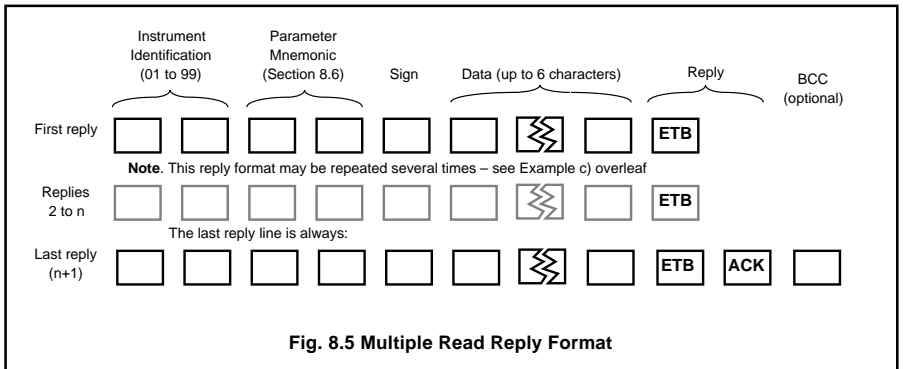 Instrument
Identification
(01 to 99)
Parameter
Mnemonic
(Section 8.6)
Sign
Data (up to 6 characters)
Reply
BCC
(optional)
First reply
ETB
Note. This reply format may be repeated several times – see Example c) overleaf
Replies
2 to n
ETB
The last reply line is always:
Last reply
(n+1)
ETB
ACK
Fig. 8.5 Multiple Read Reply Format